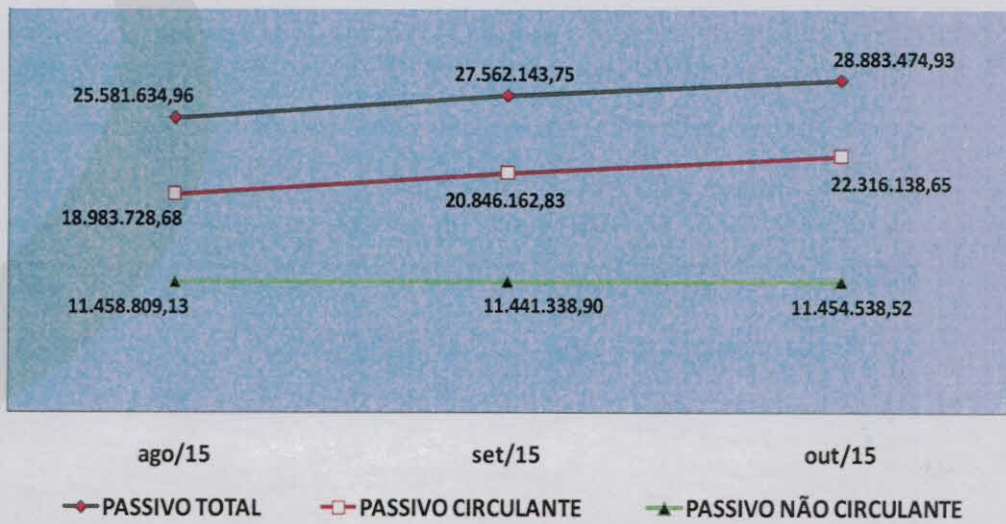 28.883.474,93
27.562.143,75
25.581.634,96
22.316.138,65
20.846.162,83
18.983.728,68
11.458.809,13 11.441.338,90 11.454.538,52
ago/15 set/15 out/15
PASSIVO TOTAL PASSIVO CIRCULANTE PASSIVO NÃO CIRCULANTE